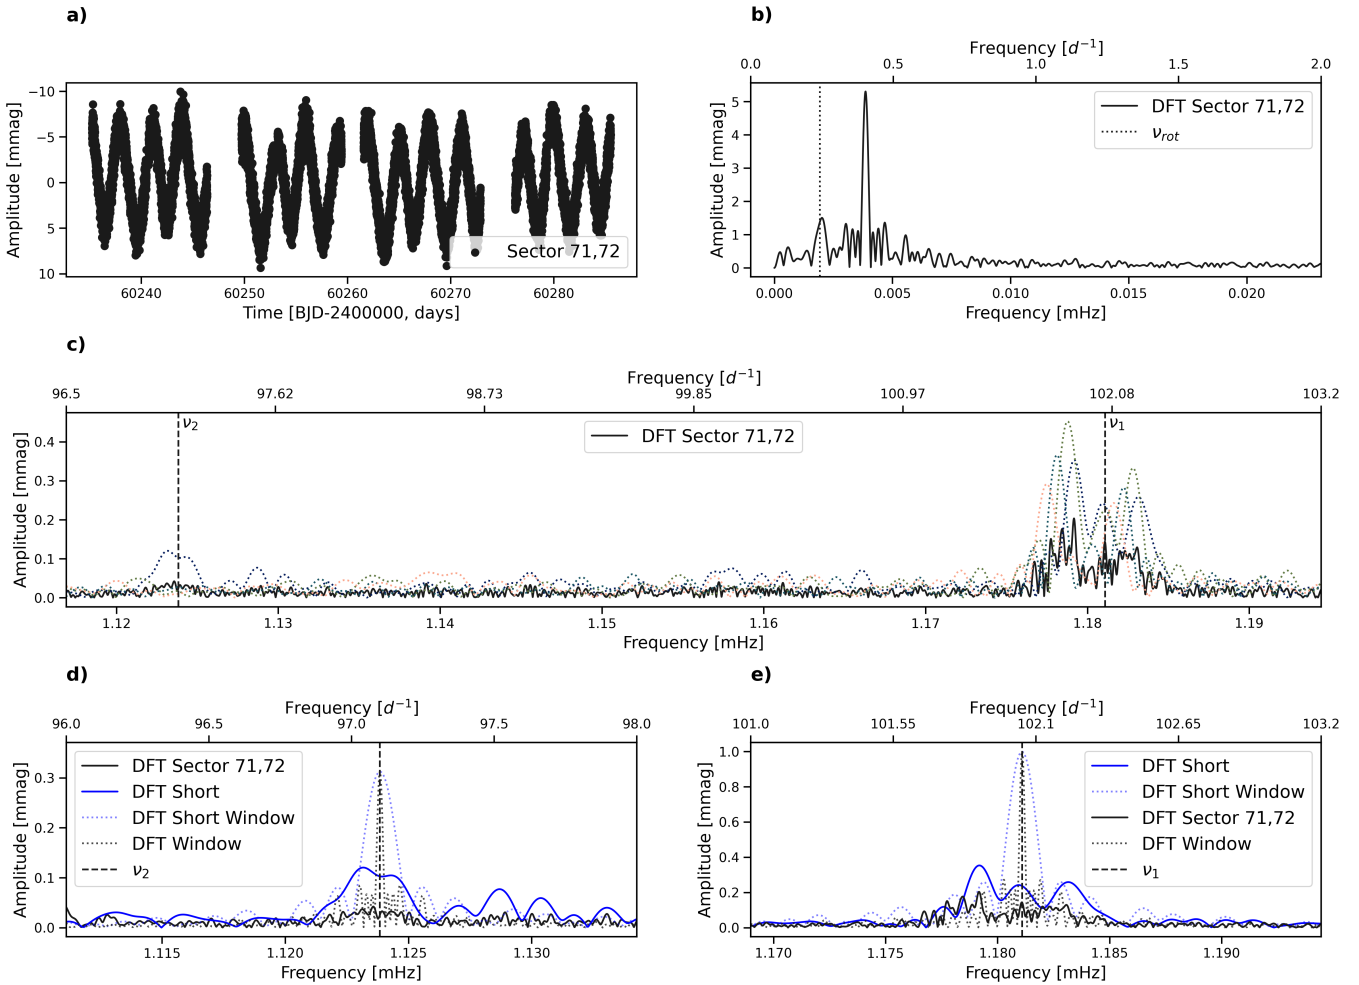 a)
−10
−5
0
5
10
Amplitude [mmag]
Sector 71,72
60240 60250 60260 60270 60280
Time [BJD-2400000, days]
b)
Frequency [d⁻¹]
0.0 0.5 1.0 1.5 2.0
5
4
3
2
1
0
Amplitude [mmag]
DFT Sector 71,72
ν_rot
0.000 0.005 0.010 0.015 0.020
Frequency [mHz]
c)
Frequency [d⁻¹]
96.5 97.62 98.73 99.85 100.97 102.08 103.2
0.4
0.3
0.2
0.1
0.0
Amplitude [mmag]
ν₂
DFT Sector 71,72
ν₁
1.12 1.13 1.14 1.15 1.16 1.17 1.18 1.19
Frequency [mHz]
d)
Frequency [d⁻¹]
96.0 96.5 97.0 97.5 98.0
0.3
0.2
0.1
0.0
Amplitude [mmag]
DFT Sector 71,72
DFT Short
DFT Short Window
DFT Window
ν₂
1.115 1.120 1.125 1.130
Frequency [mHz]
e)
Frequency [d⁻¹]
101.0 101.55 102.1 102.65 103.2
1.0
0.8
0.6
0.4
0.2
0.0
Amplitude [mmag]
DFT Short
DFT Short Window
DFT Sector 71,72
DFT Window
ν₁
1.170 1.175 1.180 1.185 1.190
Frequency [mHz]